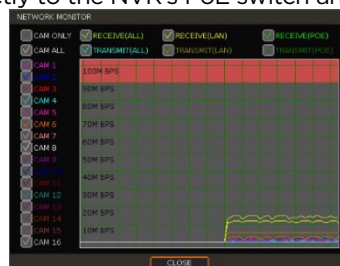 ctly to the NVR's PoE switch an
NETWORK MONITOR
CAM ONLY RECEIVE(ALL) RECEIVE(LAN) RECEIVE(POE)
CAM ALL TRANSMIT(ALL) TRANSMIT(LAN) TRANSMIT(POE)
CAM 1
100M BPS
CAM 2
CAM 3
90M BPS
CAM 4
80M BPS
CAM 5
70M BPS
CAM 6
CAM 7
60M BPS
CAM 8
50M BPS
CAM 9
CAM 10
40M BPS
CAM 11
CAM 12
30M BPS
CAM 13
20M BPS
CAM 14
CAM 15
10M BPS
CAM 16
CLOSE